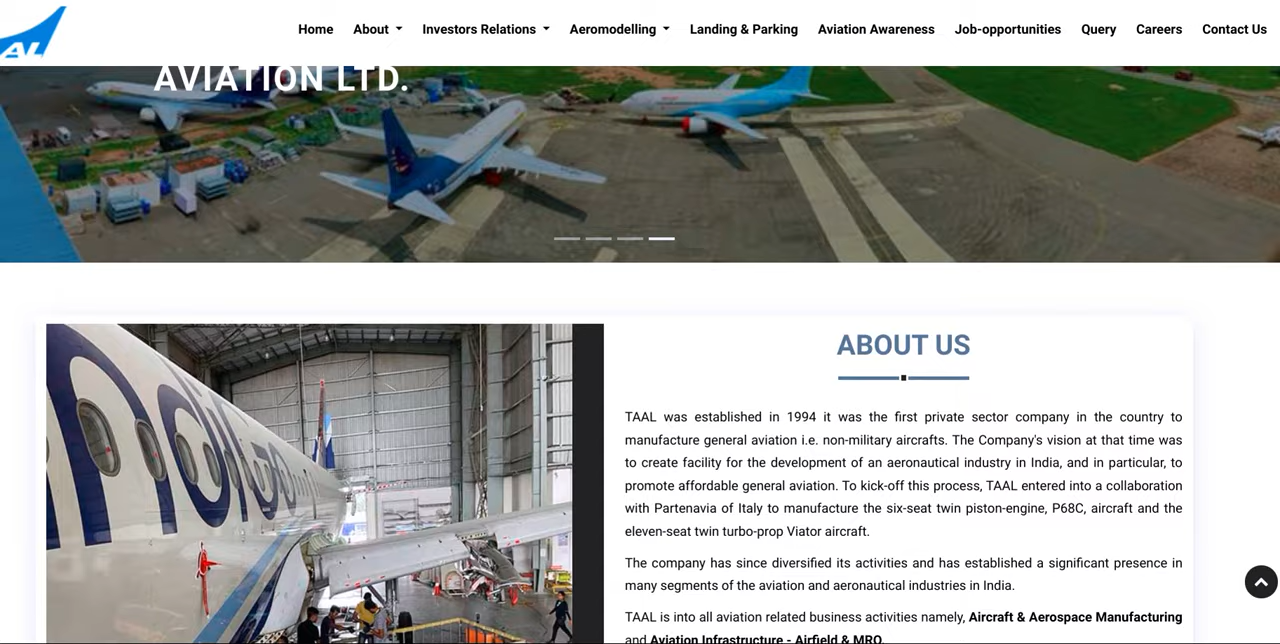 AL
Home About Investors Relations Aeromodelling Landing & Parking Aviation Awareness Job-opportunities Query Careers Contact Us
AVIATION LTD.
ABOUT US
TAAL was established in 1994 it was the first private sector company in the country to
manufacture general aviation i.e. non-military aircrafts. The Company's vision at that time was
to create facility for the development of an aeronautical industry in India, and in particular, to
promote affordable general aviation. To kick-off this process, TAAL entered into a collaboration
with Partenavia of Italy to manufacture the six-seat twin piston-engine, P68C, aircraft and the
eleven-seat twin turbo-prop Viator aircraft.
The company has since diversified its activities and has established a significant presence in
many segments of the aviation and aeronautical industries in India.
TAAL is into all aviation related business activities namely, Aircraft & Aerospace Manufacturing
and Aviation Infrastructure - Airfield & MRO.